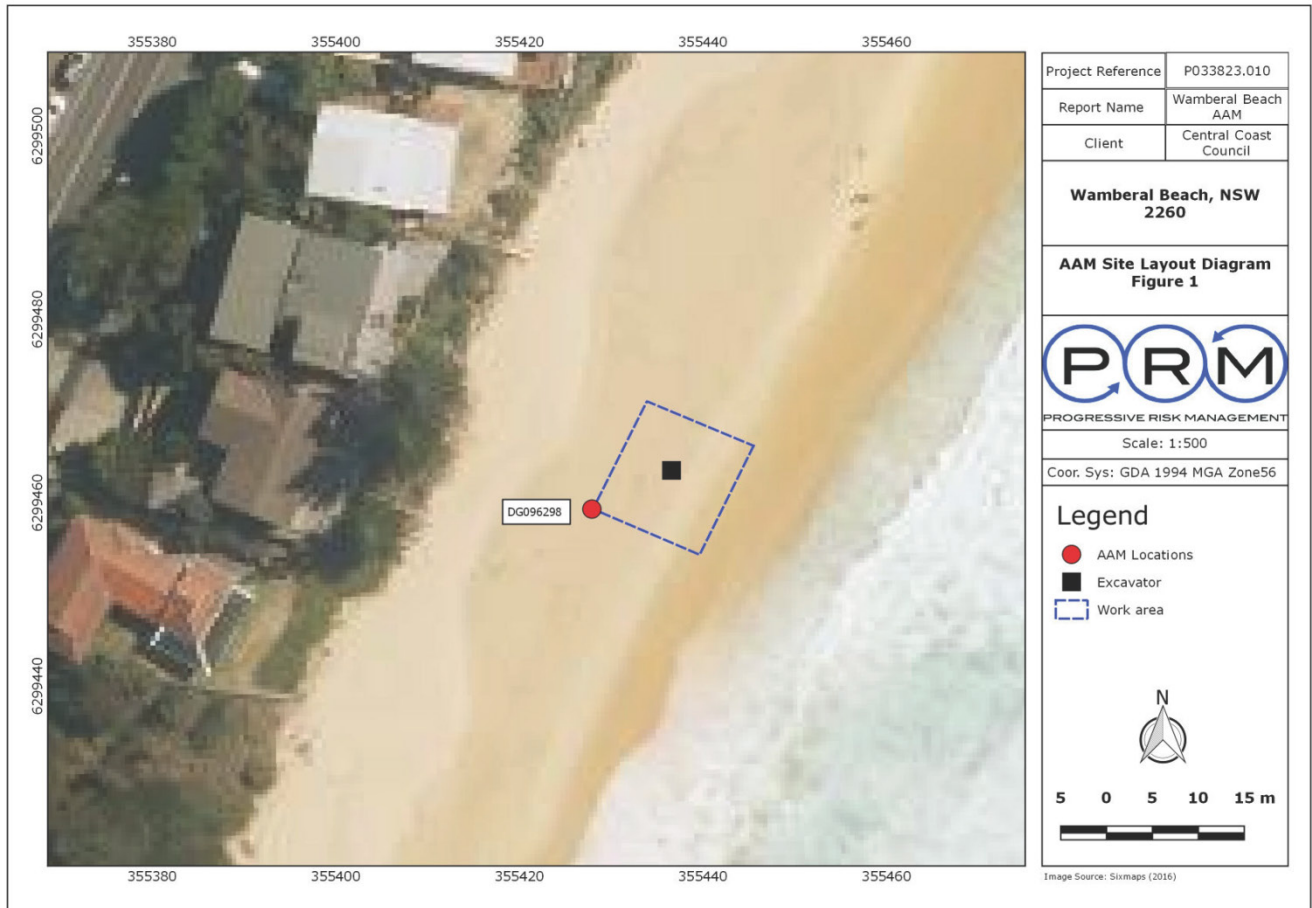 355380 355400 355420 355440 355460
6299500
6299480
6299460
6299440
DG096298
355380 355400 355420 355440 355460
Project Reference P033823.010
Report Name Wamberal Beach
AAM
Client Central Coast
Council
Wamberal Beach, NSW
2260
AAM Site Layout Diagram
Figure 1
PRM
PROGRESSIVE RISK MANAGEMENT
Scale: 1:500
Coor. Sys: GDA 1994 MGA Zone56
Legend
AAM Locations
Excavator
Work area
N
5 0 5 10 15 m
Image Source: Sixmaps (2016)